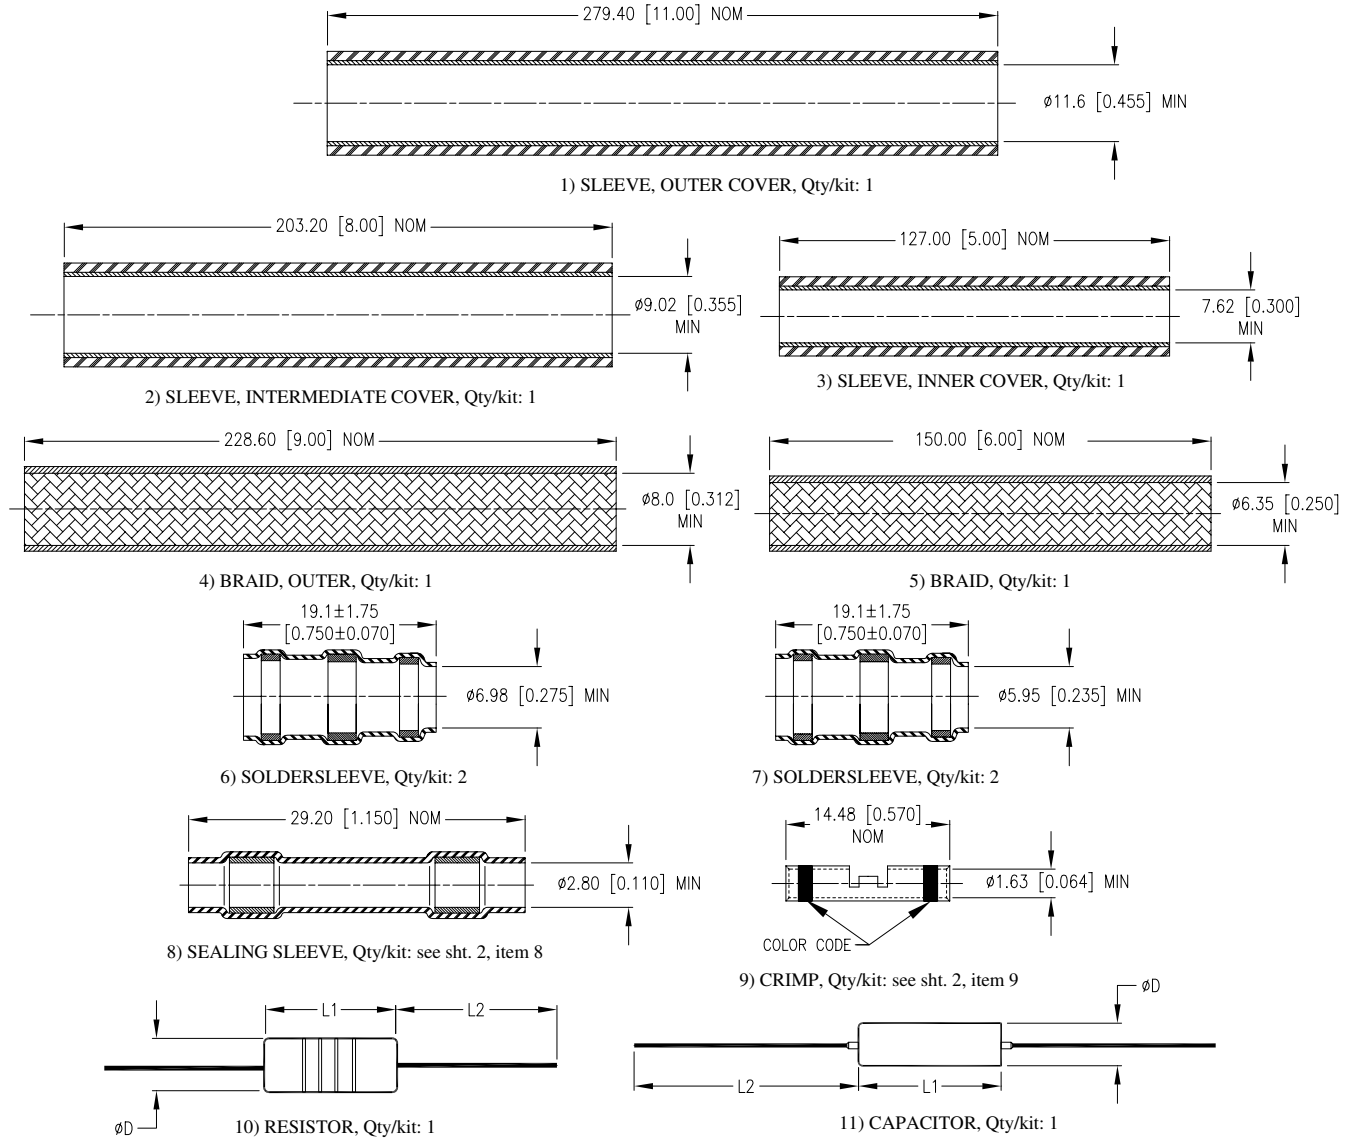 279.40 [11.00] NOM
ø11.6 [0.455] MIN
1) SLEEVE, OUTER COVER, Qty/kit: 1
203.20 [8.00] NOM
ø9.02 [0.355]
MIN
2) SLEEVE, INTERMEDIATE COVER, Qty/kit: 1
127.00 [5.00] NOM
7.62 [0.300]
MIN
3) SLEEVE, INNER COVER, Qty/kit: 1
228.60 [9.00] NOM
ø8.0 [0.312]
MIN
4) BRAID, OUTER, Qty/kit: 1
150.00 [6.00] NOM
ø6.35 [0.250]
MIN
5) BRAID, Qty/kit: 1
19.1±1.75
[0.750±0.070]
ø6.98 [0.275] MIN
6) SOLDERSLEEVE, Qty/kit: 2
19.1±1.75
[0.750±0.070]
ø5.95 [0.235] MIN
7) SOLDERSLEEVE, Qty/kit: 2
29.20 [1.150] NOM
ø2.80 [0.110] MIN
8) SEALING SLEEVE, Qty/kit: see sht. 2, item 8
14.48 [0.570]
NOM
ø1.63 [0.064] MIN
COLOR CODE
9) CRIMP, Qty/kit: see sht. 2, item 9
L1
L2
øD
10) RESISTOR, Qty/kit: 1
øD
L2
L1
11) CAPACITOR, Qty/kit: 1